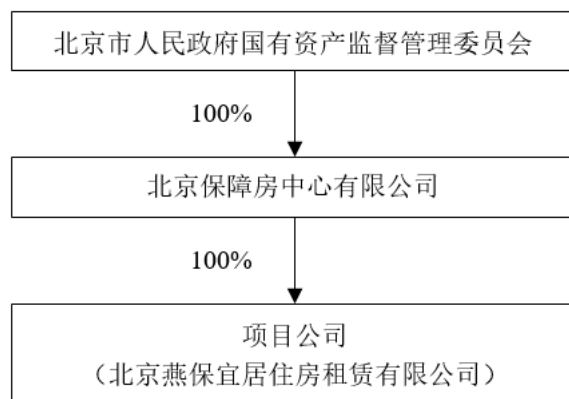 北京市人民政府国有资产监督管理委员会
100%
北京保障房中心有限公司
100%
项目公司
（北京燕保宜居住房租赁有限公司）